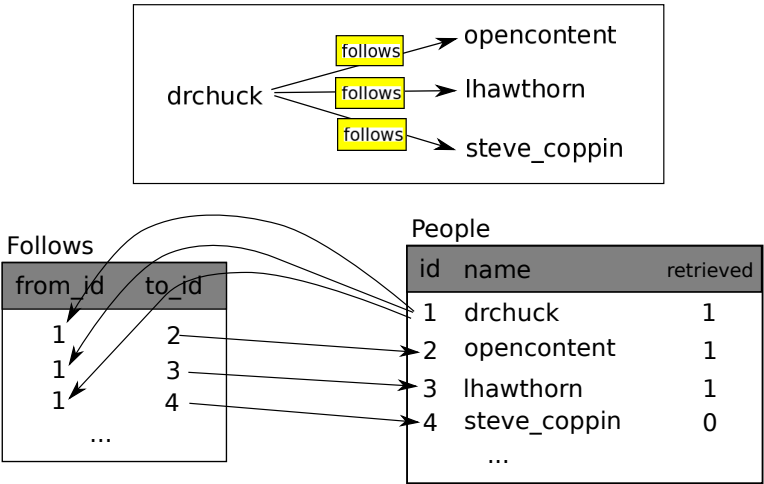 follows opencontent
drchuck follows lhawthorn
follows steve_coppin
Follows
from_id to_id
1 2
1 3
1 4
...
People
id name retrieved
1 drchuck 1
2 opencontent 1
3 lhawthorn 1
4 steve_coppin 0
...